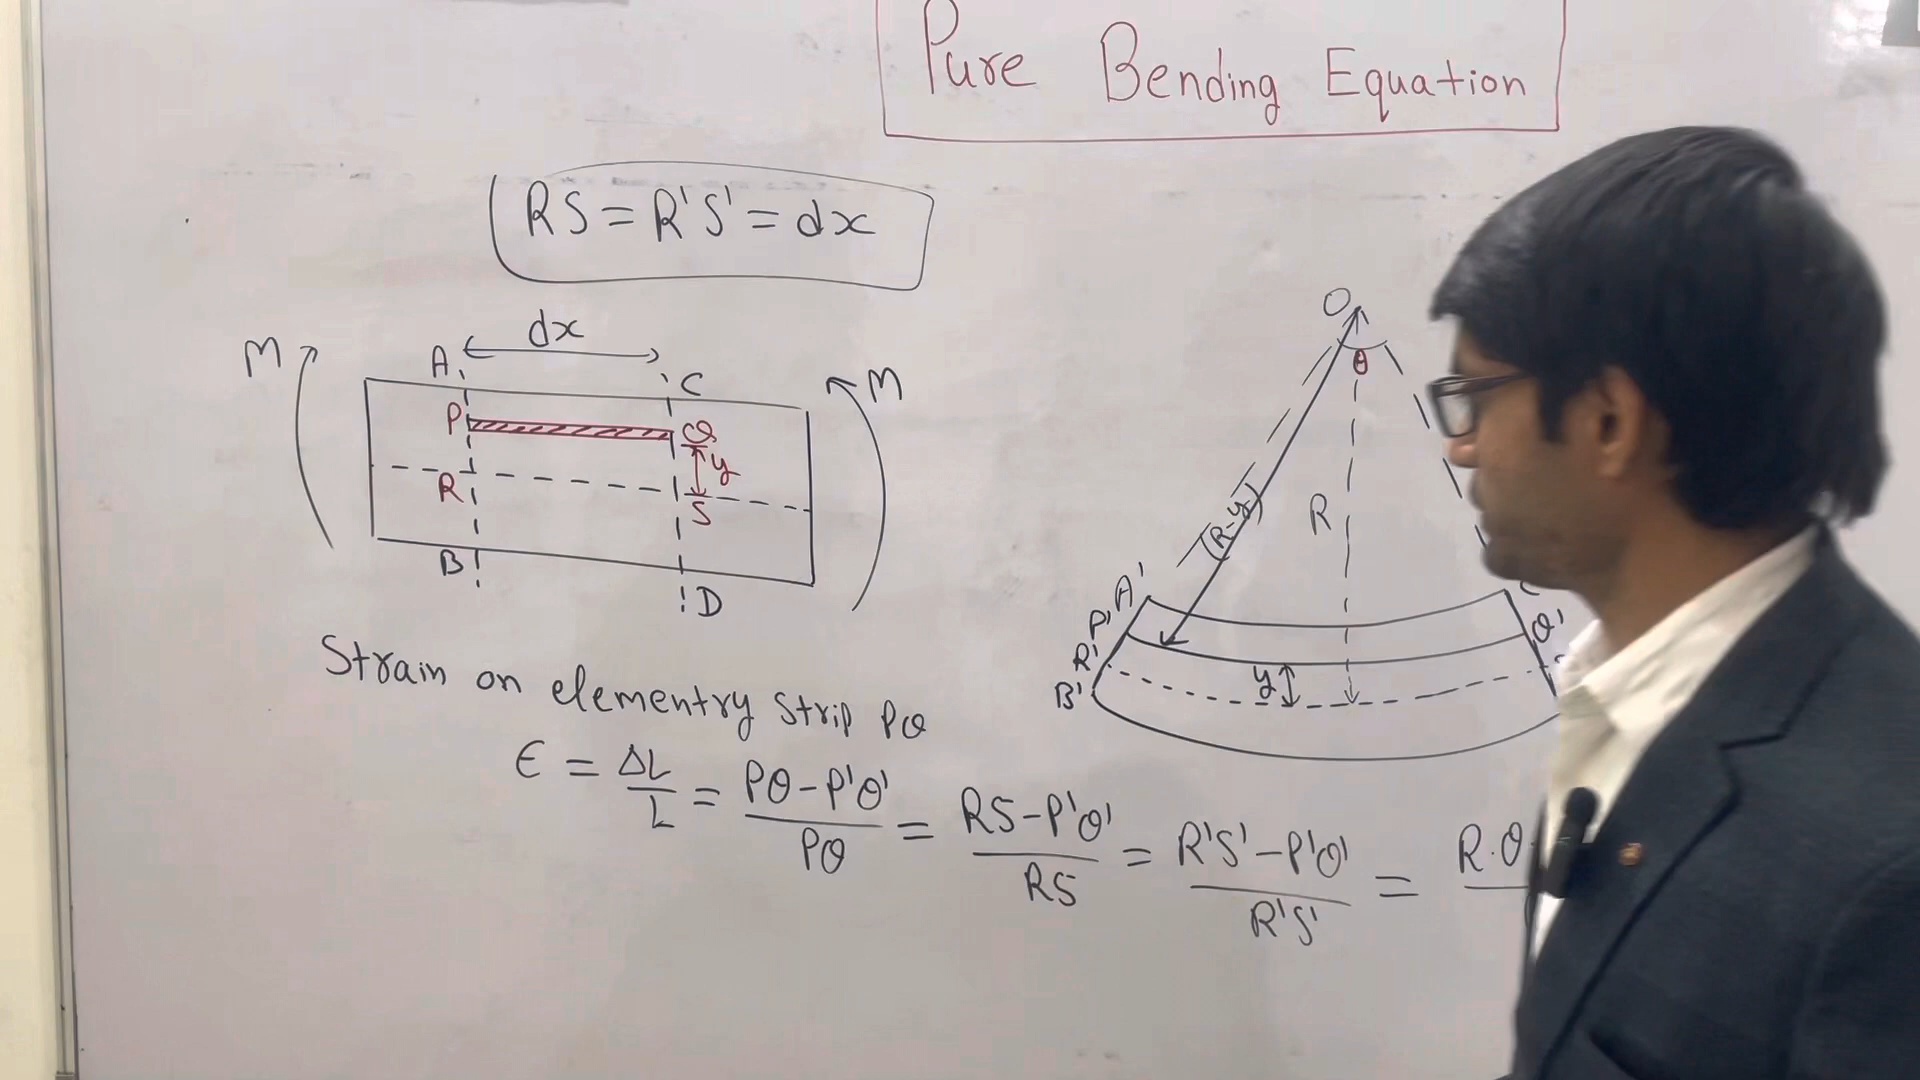 Pure Bending Equation
RS = R'S' = dx
dx
M
A
C
M
P
Q
y
R
S
B
D
O
θ
(R-y)
R
A'
P'
Q'
R'
y
B'
Strain on elementry strip PQ
ϵ = ΔL/L = PQ-P'Q'/PQ = RS-P'Q'/RS = R'S'-P'Q'/R'S' = R.θ